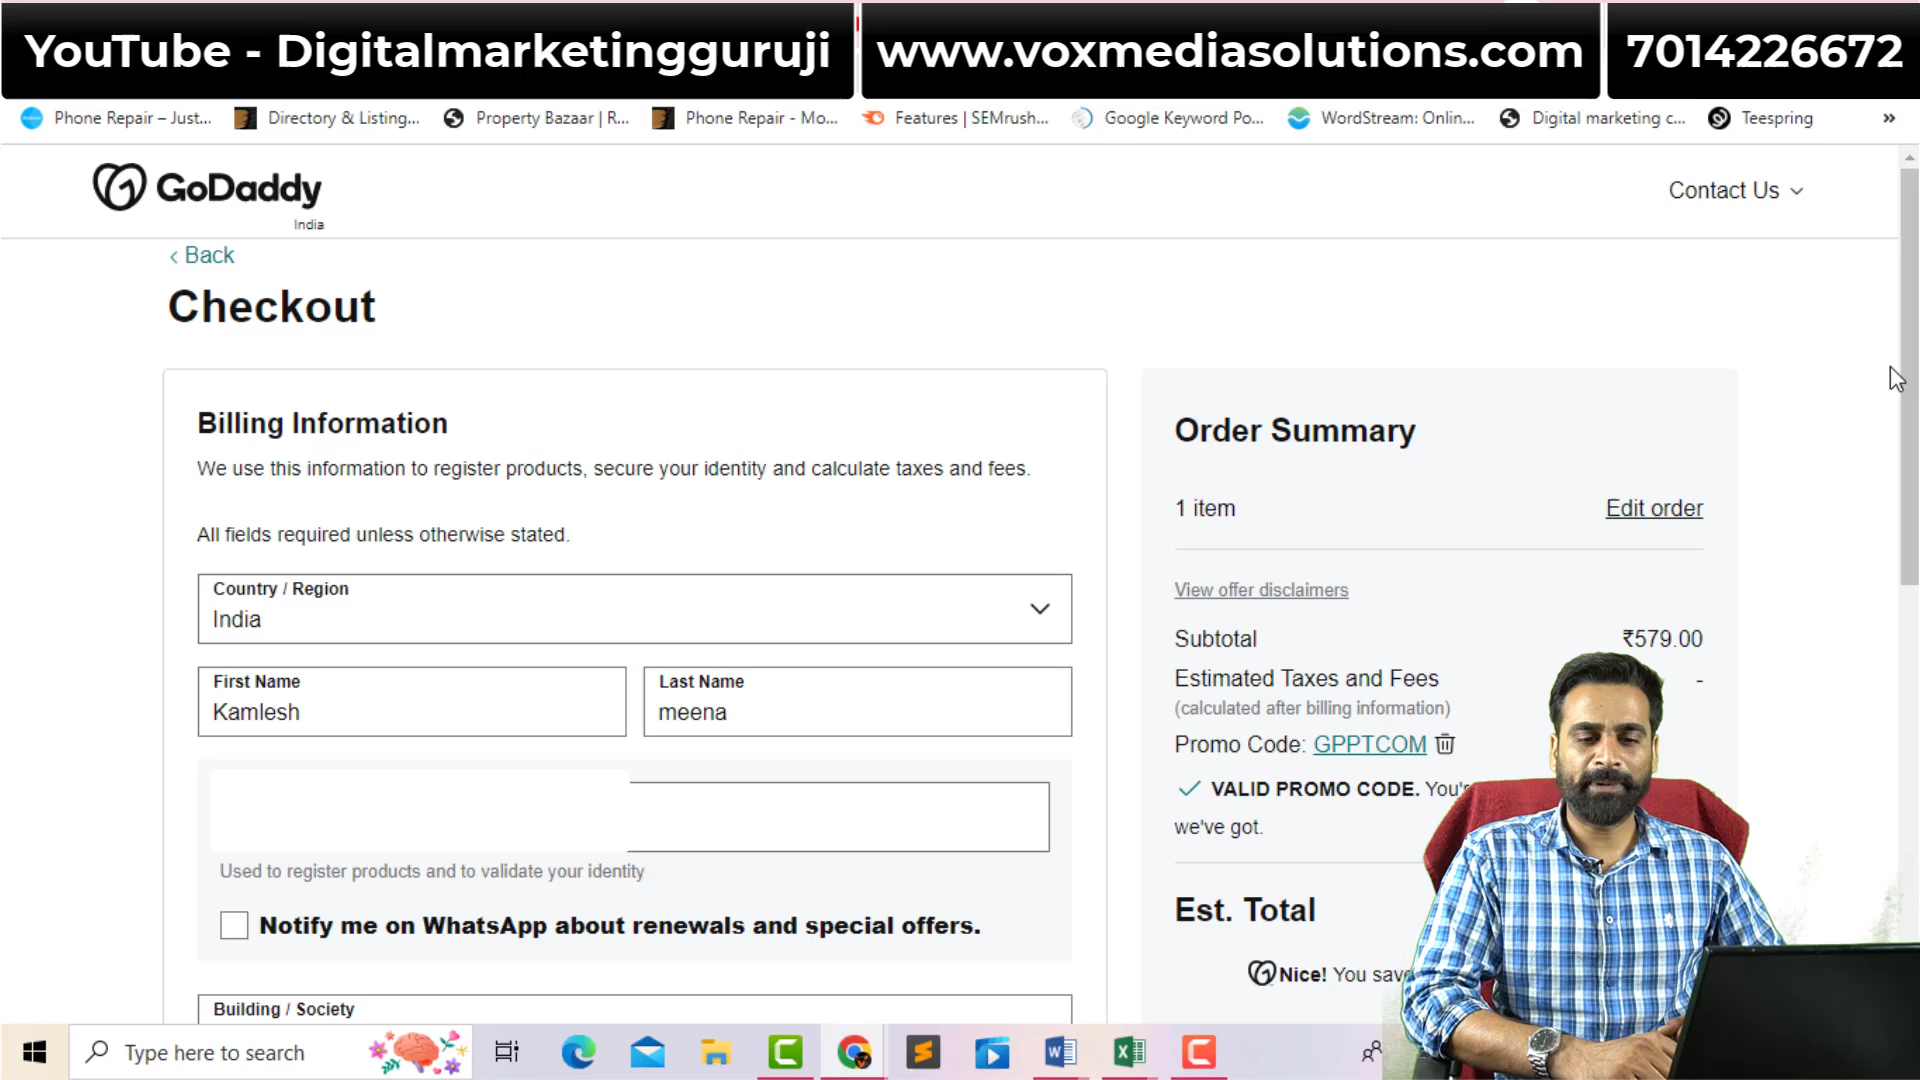 YouTube - Digitalmarketingguruji
www.voxmediasolutions.com
7014226672
Phone Repair – Just...
Directory & Listing...
Property Bazaar | R...
Phone Repair - Mo...
Features | SEMrush...
Google Keyword Po...
WordStream: Onlin...
Digital marketing c...
Teespring
»
GoDaddy
India
Contact Us
Back
Checkout
Billing Information
We use this information to register products, secure your identity and calculate taxes and fees.
All fields required unless otherwise stated.
Country / Region
India
First Name
Kamlesh
Last Name
meena
Used to register products and to validate your identity
Notify me on WhatsApp about renewals and special offers.
Building / Society
Order Summary
1 item
Edit order
View offer disclaimers
Subtotal
₹579.00
Estimated Taxes and Fees
-
(calculated after billing information)
Promo Code: GPPTCOM
VALID PROMO CODE. You'
we've got.
Est. Total
Nice! You save
Type here to search